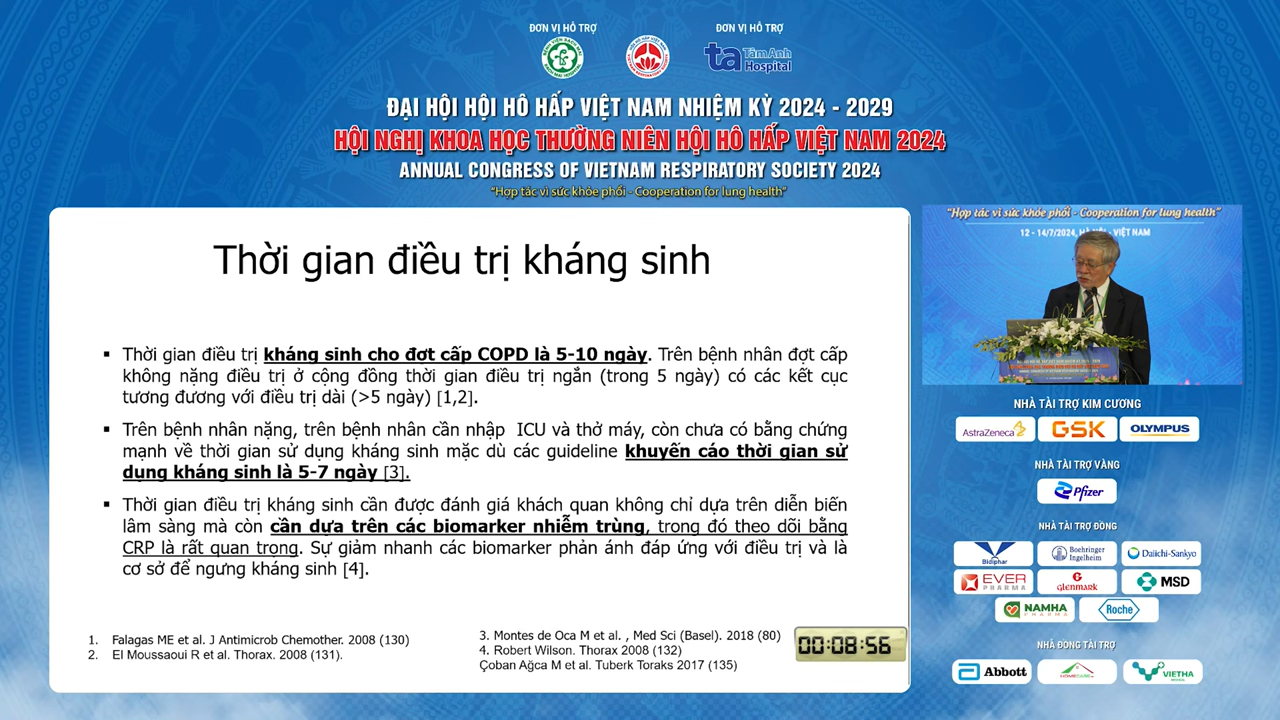 ĐƠN VỊ HỖ TRỢ
ĐƠN VỊ HỖ TRỢ
ta TâmAnh
Hospital
ĐẠI HỘI HỘI HÔ HẤP VIỆT NAM NHIỆM KỲ 2024 - 2029
HỘI NGHỊ KHOA HỌC THƯỜNG NIÊN HỘI HÔ HẤP VIỆT NAM 2024
ANNUAL CONGRESS OF VIETNAM RESPIRATORY SOCIETY 2024
"Hợp tác vì sức khỏe phổi - Cooperation for lung health"
Thời gian điều trị kháng sinh
▪ Thời gian điều trị kháng sinh cho đợt cấp COPD là 5-10 ngày. Trên bệnh nhân đợt cấp
không nặng điều trị ở cộng đồng thời gian điều trị ngắn (trong 5 ngày) có các kết cục
tương đương với điều trị dài (>5 ngày) [1,2].
▪ Trên bệnh nhân nặng, trên bệnh nhân cần nhập ICU và thở máy, còn chưa có bằng chứng
mạnh về thời gian sử dụng kháng sinh mặc dù các guideline khuyến cáo thời gian sử
dụng kháng sinh là 5-7 ngày [3].
▪ Thời gian điều trị kháng sinh cần được đánh giá khách quan không chỉ dựa trên diễn biến
lâm sàng mà còn cần dựa trên các biomarker nhiễm trùng, trong đó theo dõi bằng
CRP là rất quan trọng. Sự giảm nhanh các biomarker phản ánh đáp ứng với điều trị và là
cơ sở để ngưng kháng sinh [4].
1. Falagas ME et al. J Antimicrob Chemother. 2008 (130)
2. El Moussaoui R et al. Thorax. 2008 (131).
3. Montes de Oca M et al. , Med Sci (Basel). 2018 (80)
4. Robert Wilson. Thorax 2008 (132)
Çoban Ağca M et al. Tuberk Toraks 2017 (135)
00:08:56
"Hợp tác vì sức khỏe phổi - Cooperation for lung health"
12 - 14/7/2024, HÀ NỘI - VIỆT NAM
NHÀ TÀI TRỢ KIM CƯƠNG
AstraZeneca
GSK
OLYMPUS
NHÀ TÀI TRỢ VÀNG
Pfizer
NHÀ TÀI TRỢ ĐỒNG
Bidiphar
Boehringer
Ingelheim
Daiichi-Sankyo
EVER
PHARMA
GLENMARK
MSD
NAMHA
PHARMA
Roche
NHÀ ĐỒNG TÀI TRỢ
Abbott
HOMECARE
VIETHA